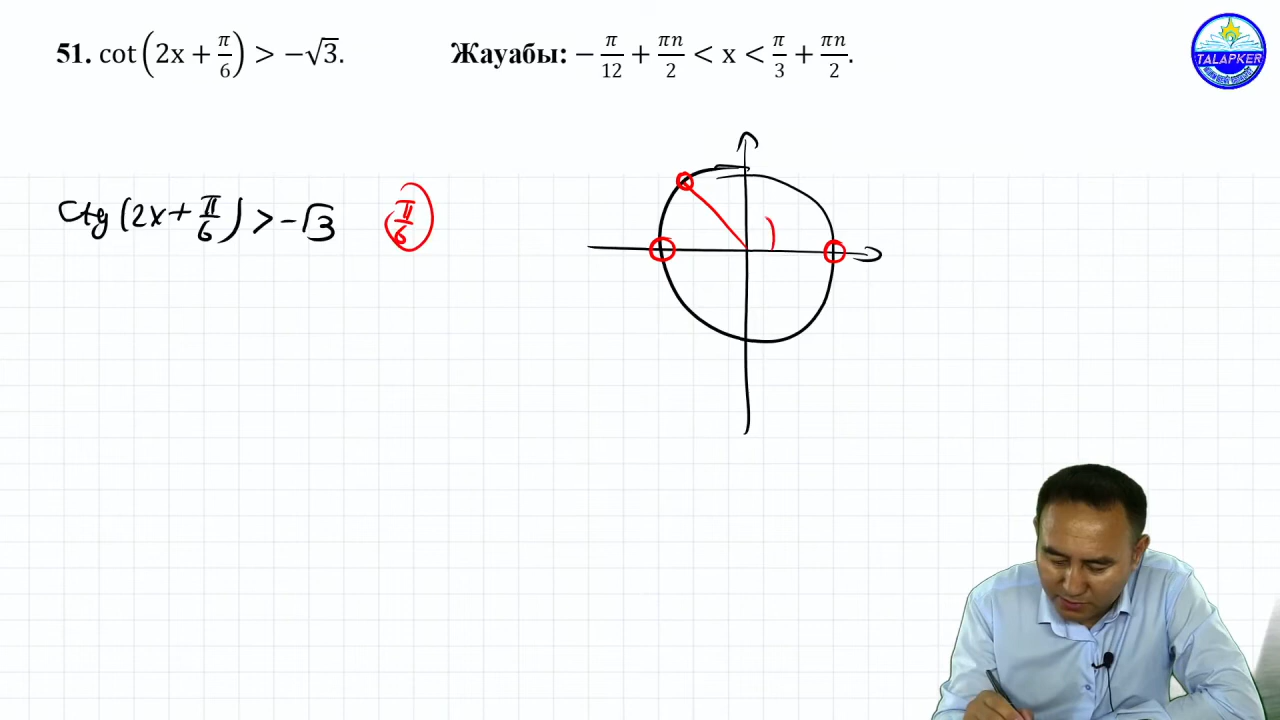 51. cot(2x + π/6) > −√3. Жауабы: − π/12 + πn/2 < x < π/3 + πn/2.
TALAPKER
Ctg (2x + π/6) > −√3 π/6